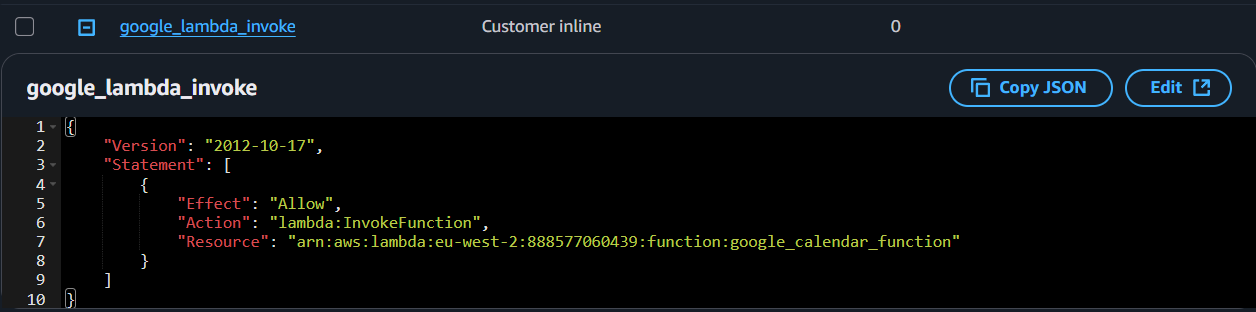 google_lambda_invoke Customer inline 0
google_lambda_invoke Copy JSON Edit
1 {
2 "Version": "2012-10-17",
3 "Statement": [
4 {
5 "Effect": "Allow",
6 "Action": "lambda:InvokeFunction",
7 "Resource": "arn:aws:lambda:eu-west-2:888577060439:function:google_calendar_function"
8 }
9 ]
10 }